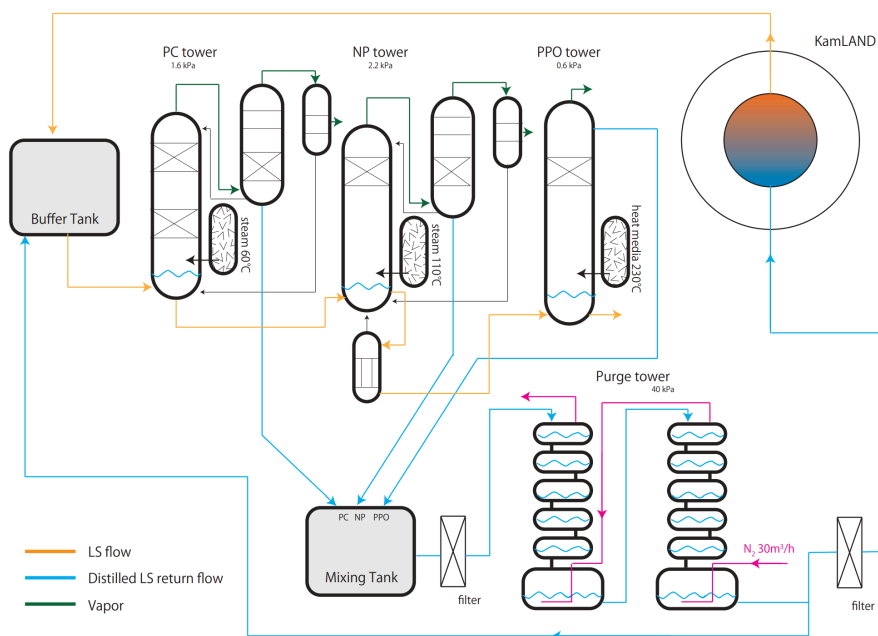 PC tower
1.6 kPa
NP tower
2.2 kPa
PPO tower
0.6 kPa
KamLAND
Buffer Tank
steam 60℃
steam 110℃
heat media 230℃
Purge tower
40 kPa
PC NP PPO
Mixing Tank
filter
N₂ 30m³/h
filter
LS flow
Distilled LS return flow
Vapor